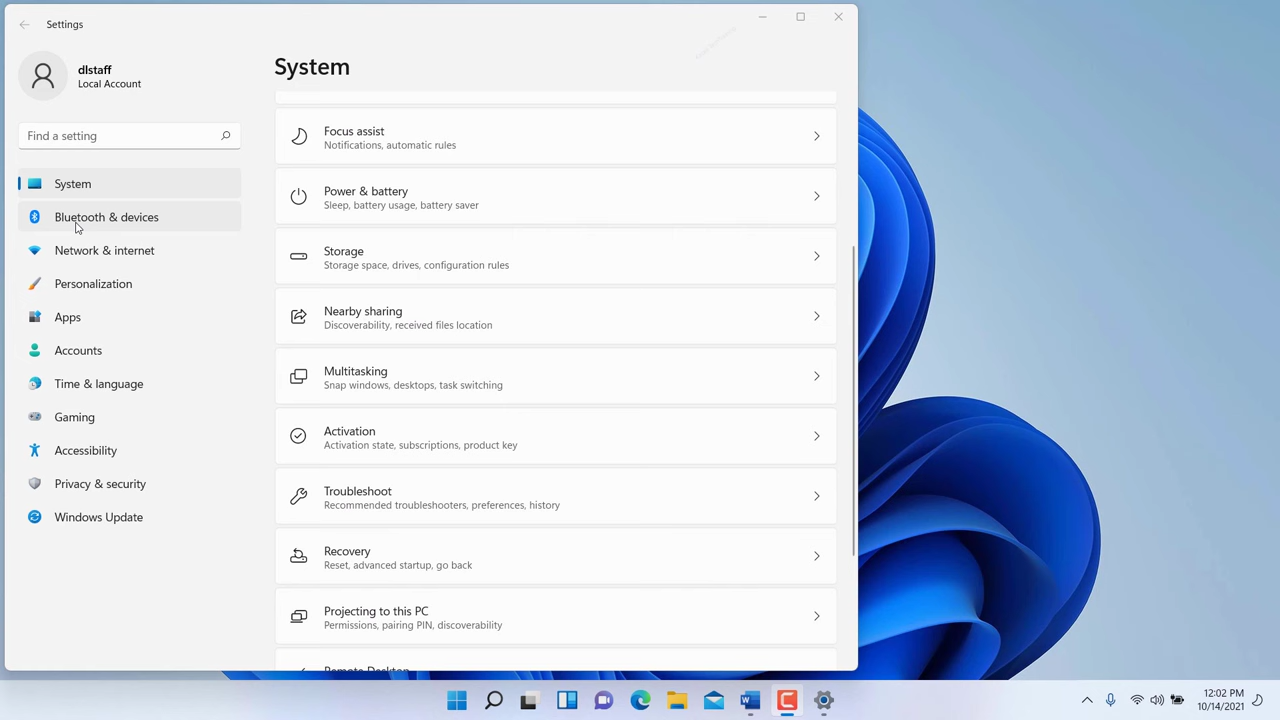 Settings
dlstaff
Local Account
Find a setting
System
Bluetooth & devices
Network & internet
Personalization
Apps
Accounts
Time & language
Gaming
Accessibility
Privacy & security
Windows Update
System
Focus assist
Notifications, automatic rules
Power & battery
Sleep, battery usage, battery saver
Storage
Storage space, drives, configuration rules
Nearby sharing
Discoverability, received files location
Multitasking
Snap windows, desktops, task switching
Activation
Activation state, subscriptions, product key
Troubleshoot
Recommended troubleshooters, preferences, history
Recovery
Reset, advanced startup, go back
Projecting to this PC
Permissions, pairing PIN, discoverability
Remote Desktop
12:02 PM
10/14/2021